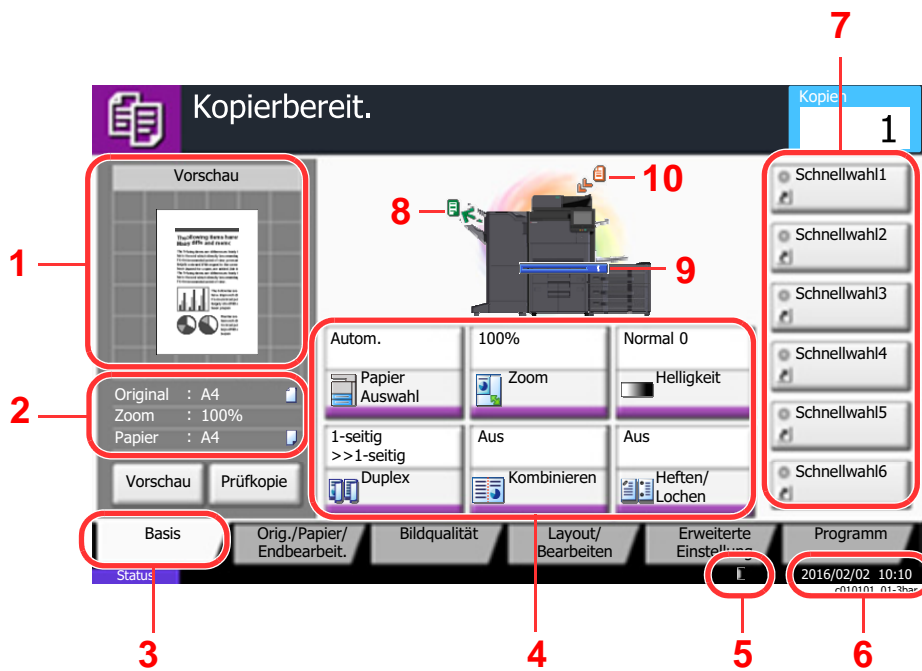 7
Kopierbereit.
Kopien
1
Vorschau
1
8
10
9
Schnellwahl1
Schnellwahl2
Schnellwahl3
Schnellwahl4
Schnellwahl5
Schnellwahl6
2
Original : A4
Zoom : 100%
Papier : A4
Vorschau
Prüfkopie
Autom.
Papier
Auswahl
100%
Zoom
Normal 0
Helligkeit
1-seitig
>>1-seitig
Duplex
Aus
Kombinieren
Aus
Heften/
Lochen
Basis
Orig./Papier/
Endbearbeit.
Bildqualität
Layout/
Bearbeiten
Erweiterte
Einstellung
Programm
Status
2016/02/02 10:10
3
4
5
6